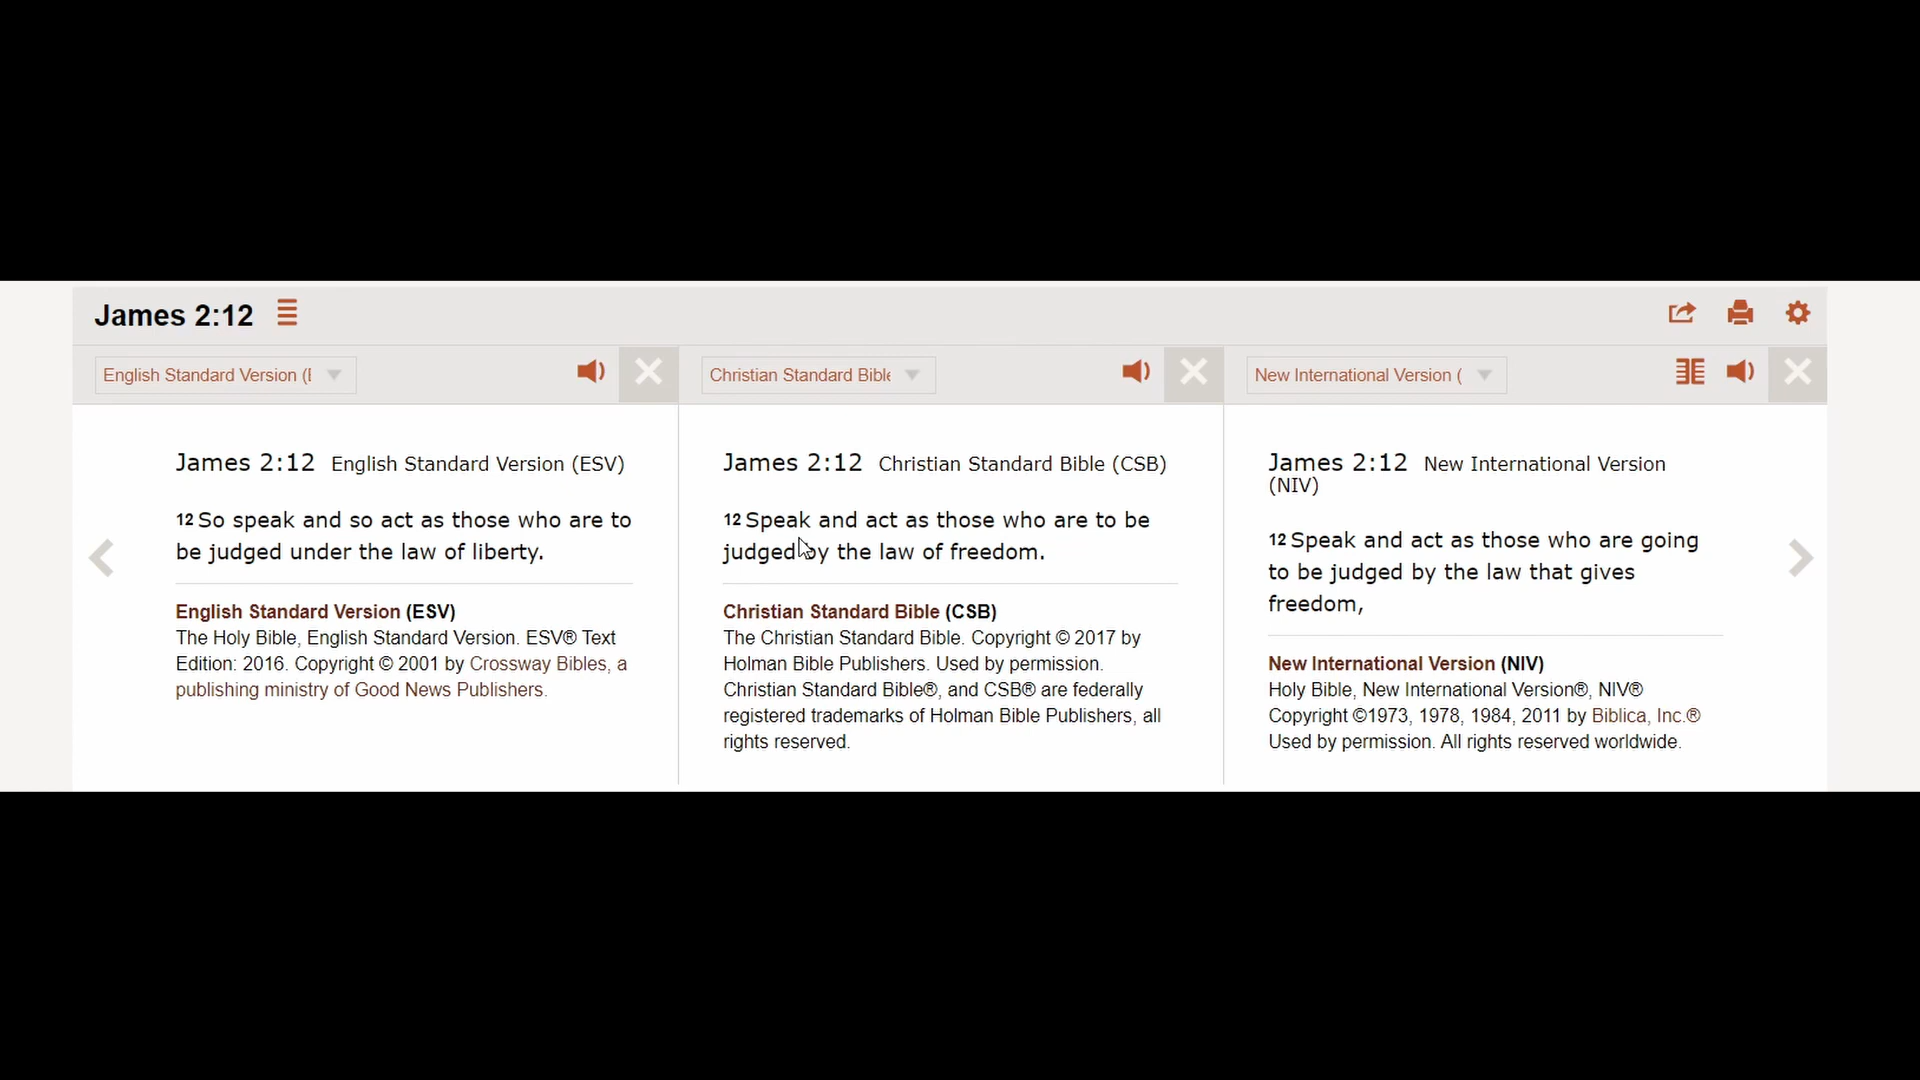 James 2:12
English Standard Version (E
Christian Standard Bible
New International Version (
James 2:12 English Standard Version (ESV)
12 So speak and so act as those who are to
be judged under the law of liberty.
English Standard Version (ESV)
The Holy Bible, English Standard Version. ESV® Text
Edition: 2016. Copyright © 2001 by Crossway Bibles, a
publishing ministry of Good News Publishers.
James 2:12 Christian Standard Bible (CSB)
12 Speak and act as those who are to be
judged by the law of freedom.
Christian Standard Bible (CSB)
The Christian Standard Bible. Copyright © 2017 by
Holman Bible Publishers. Used by permission.
Christian Standard Bible®, and CSB® are federally
registered trademarks of Holman Bible Publishers, all
rights reserved.
James 2:12 New International Version
(NIV)
12 Speak and act as those who are going
to be judged by the law that gives
freedom,
New International Version (NIV)
Holy Bible, New International Version®, NIV®
Copyright ©1973, 1978, 1984, 2011 by Biblica, Inc.®
Used by permission. All rights reserved worldwide.